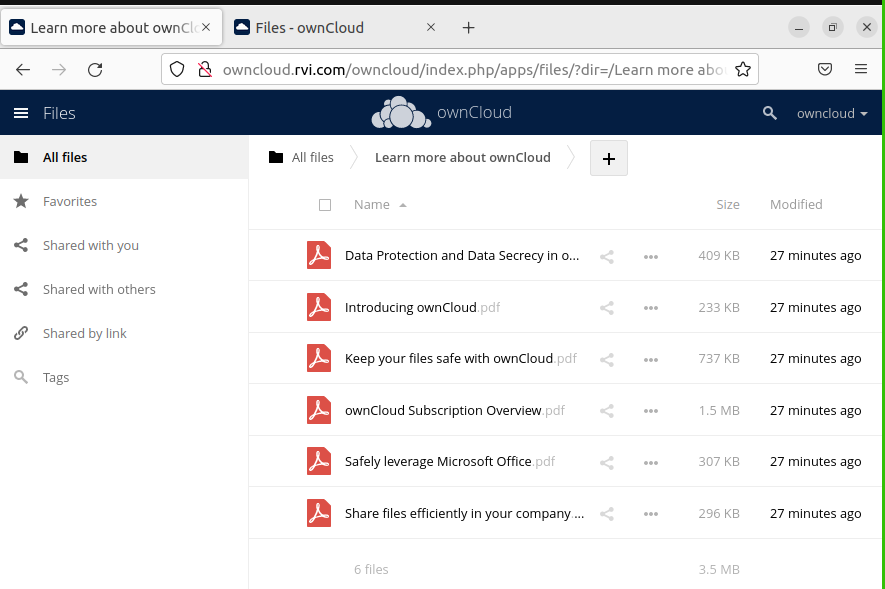 Learn more about ownClo
Files - ownCloud
owncloud.rvi.com/owncloud/index.php/apps/files/?dir=/Learn more abou
Files
ownCloud
owncloud
All files
Favorites
Shared with you
Shared with others
Shared by link
Tags
All files
Learn more about ownCloud
+
Name
Size
Modified
Data Protection and Data Secrecy in o... 409 KB 27 minutes ago
Introducing ownCloud.pdf 233 KB 27 minutes ago
Keep your files safe with ownCloud.pdf 737 KB 27 minutes ago
ownCloud Subscription Overview.pdf 1.5 MB 27 minutes ago
Safely leverage Microsoft Office.pdf 307 KB 27 minutes ago
Share files efficiently in your company.... 296 KB 27 minutes ago
6 files 3.5 MB